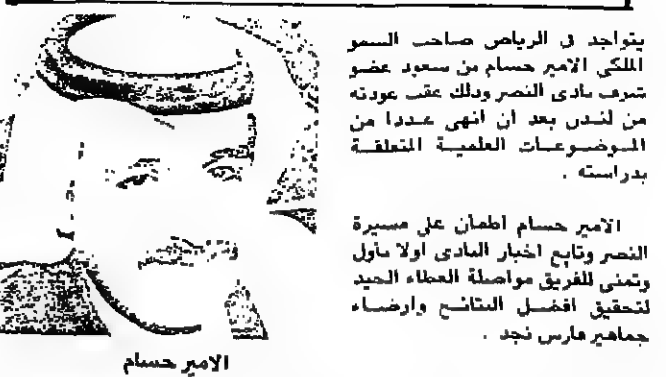 يتواجد في الرياض صاحب السمو
الملكي الامير حسام بن سعود عضو
شرف نادي النصر وذلك عقب عودته
من لندن بعد ان انهى عددا من
الموضوعات العلمية المتعلقة
بدراسته .
الامير حسام اطمأن على مسيرة
النصر وتابع اخبار النادي اولا بأول
وتمنى للفريق مواصلة العطاء الجيد
لتحقيق افضل النتائج وارضاء
جماهير فارس نجد .
الامير حسام